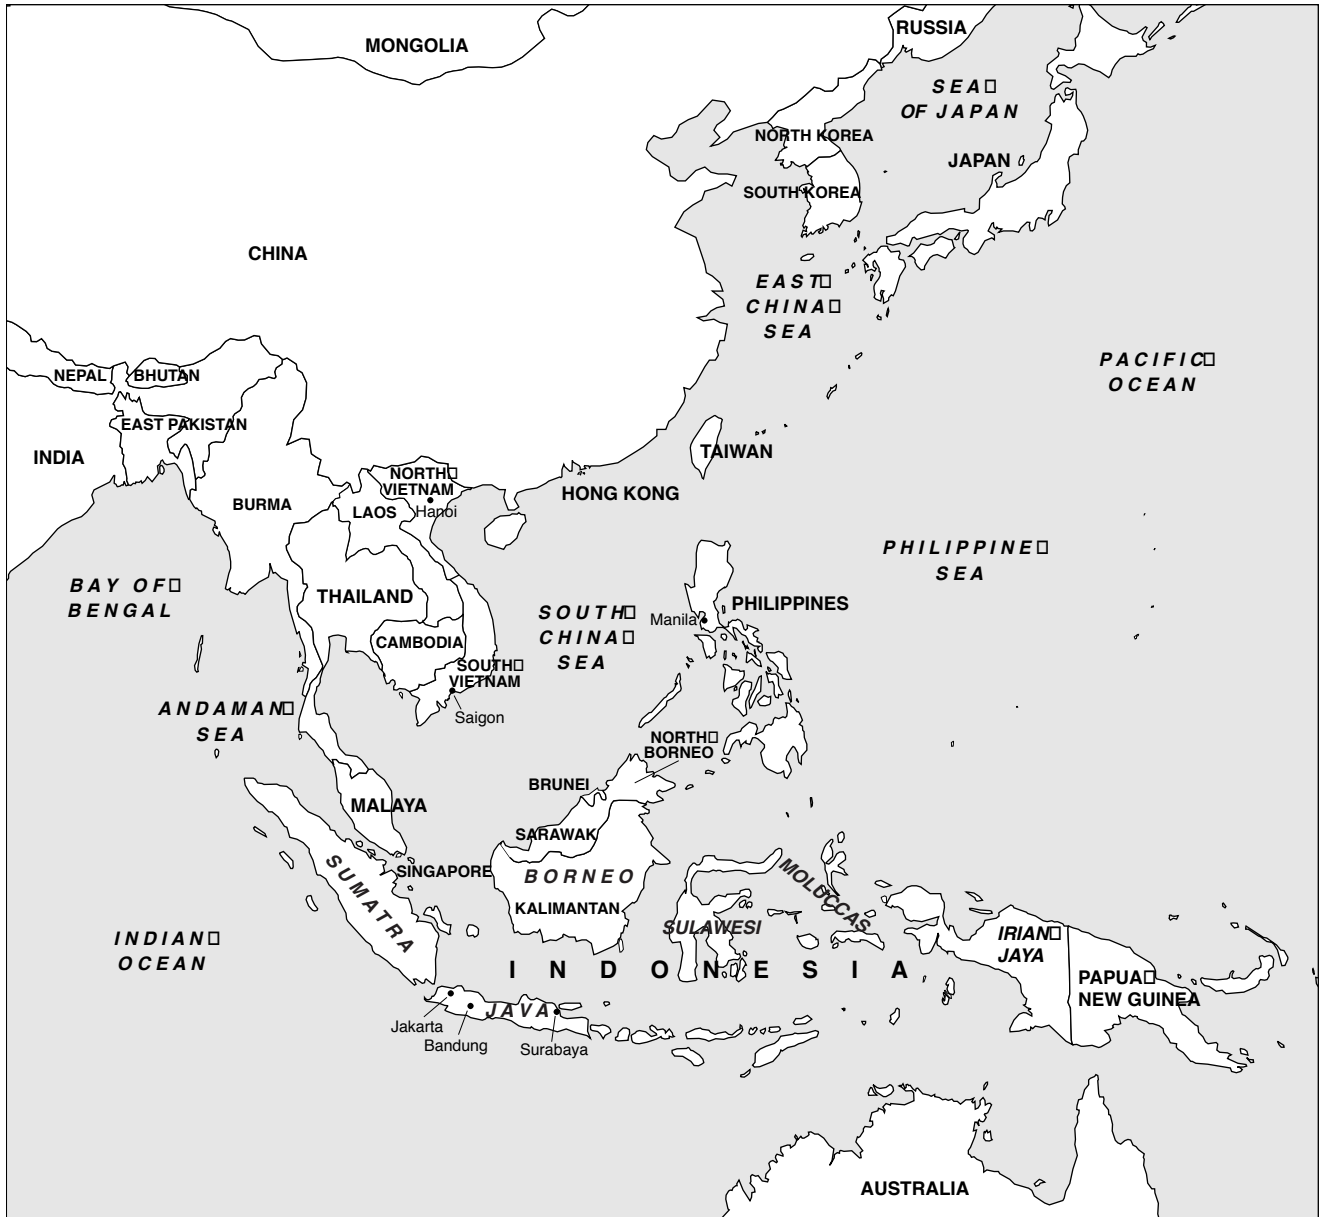 RUSSIA
MONGOLIA
SEA
OF JAPAN
NORTH KOREA
JAPAN
SOUTH KOREA
CHINA
EAST
CHINA
SEA
PACIFIC
OCEAN
NEPAL
BHUTAN
EAST PAKISTAN
INDIA
TAIWAN
NORTH
VIETNAM
HONG KONG
BURMA
LAOS
Hanoi
PHILIPPINE
SEA
BAY OF
BENGAL
THAILAND
SOUTH
CHINA
SEA
PHILIPPINES
Manila
CAMBODIA
SOUTH
VIETNAM
Saigon
ANDAMAN
SEA
NORTH
BORNEO
BRUNEI
MALAYA
SARAWAK
SINGAPORE
BORNEO
SUMATRA
MOLUCCAS
KALIMANTAN
SULAWESI
INDIAN
OCEAN
IRIAN
JAYA
INDONESIA
PAPUA
NEW GUINEA
JAVA
Jakarta
Bandung
Surabaya
AUSTRALIA